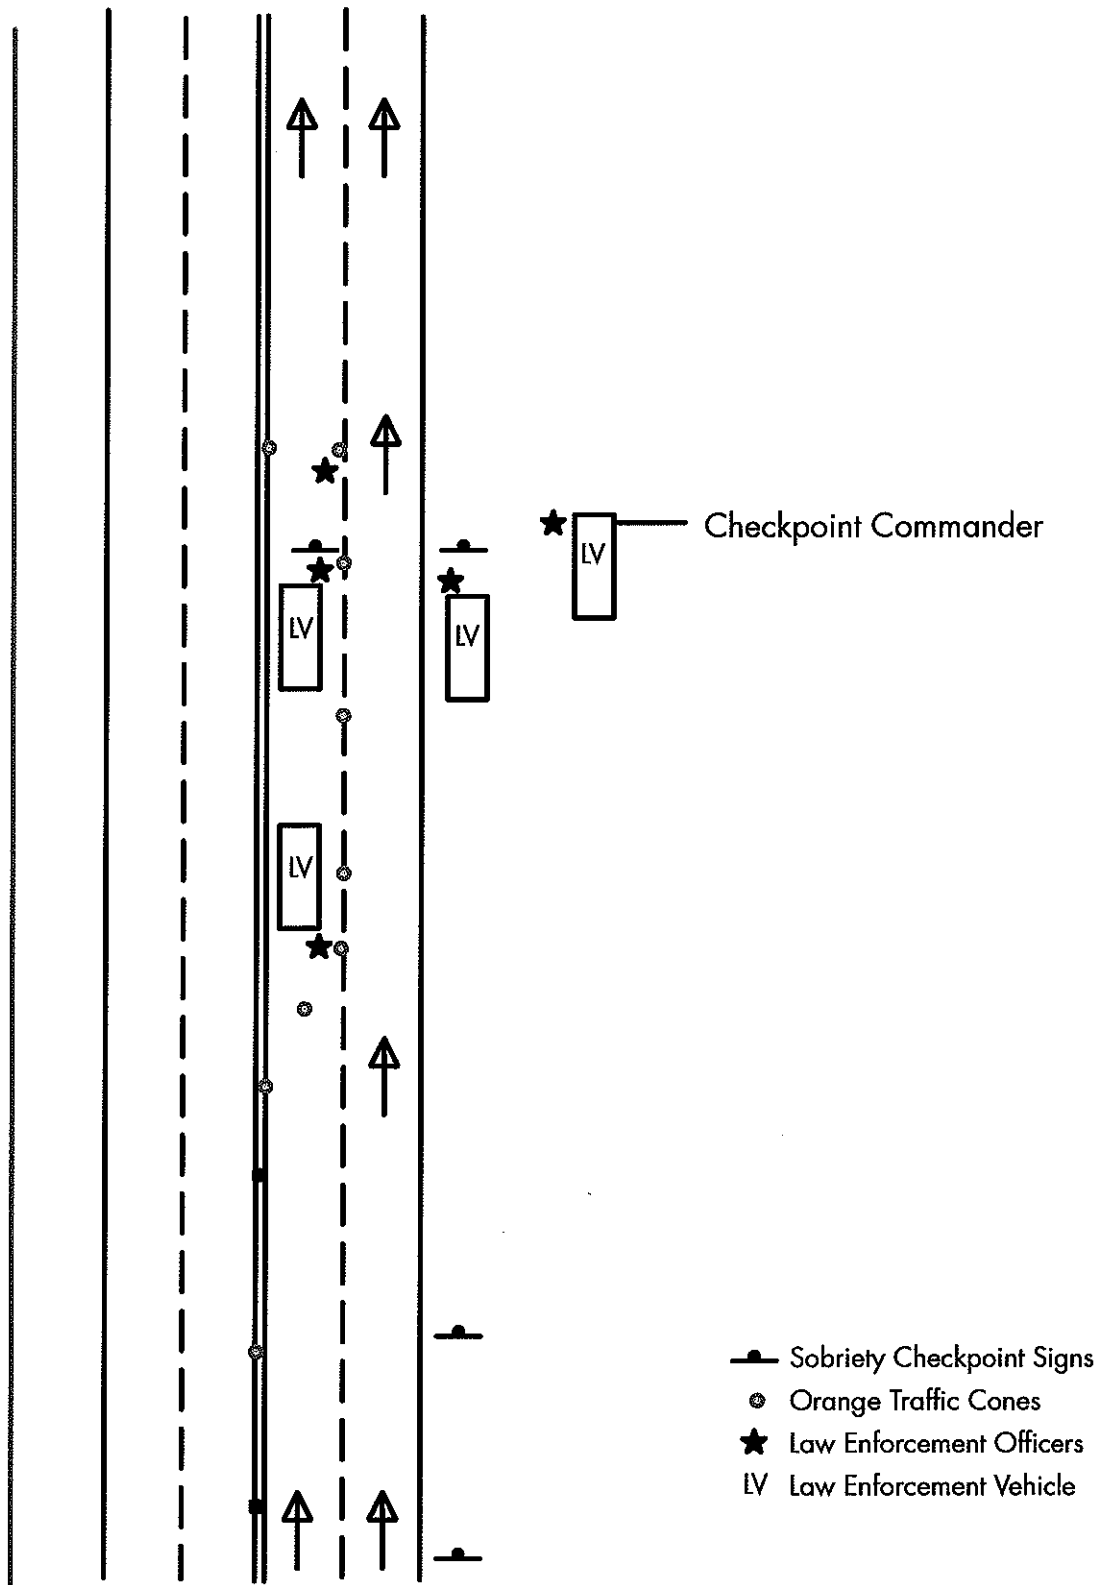 Checkpoint Commander
LV
LV
LV
LV
Sobriety Checkpoint Signs
Orange Traffic Cones
Law Enforcement Officers
LV Law Enforcement Vehicle